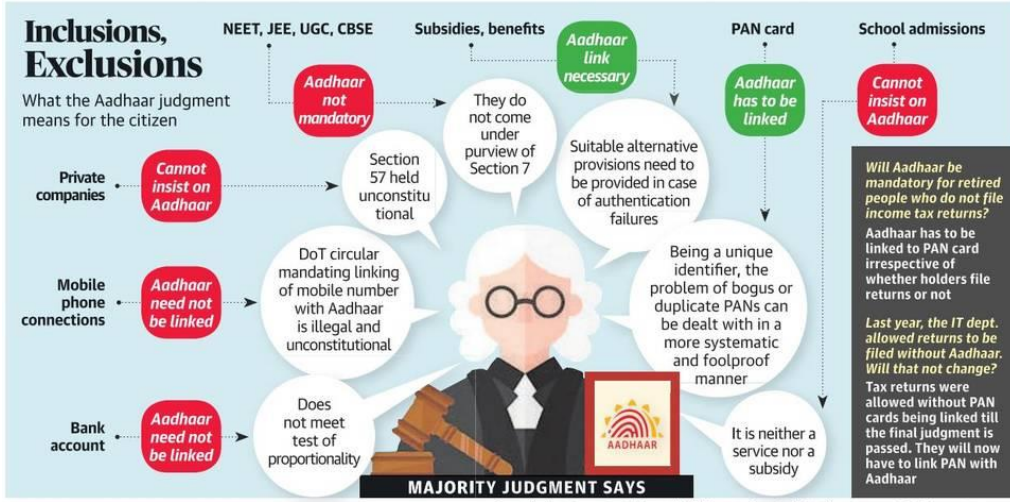 Inclusions,
Exclusions
What the Aadhaar judgment
means for the citizen
NEET, JEE, UGC, CBSE
Aadhaar
not
mandatory
They do
not come
under
purview of
Section 7
Subsidies, benefits
Aadhaar
link
necessary
Suitable alternative
provisions need to
be provided in case
of authentication
failures
PAN card
Aadhaar
has to be
linked
Being a unique
identifier, the
problem of bogus or
duplicate PANs can
be dealt with in a
more systematic
and foolproof
manner
School admissions
Cannot
insist on
Aadhaar
It is neither a
service nor a
subsidy
Private
companies
Cannot
insist on
Aadhaar
Section
57 held
unconstitu
tional
Mobile
phone
connections
Aadhaar
need not
be linked
DoT circular
mandating linking
of mobile number
with Aadhaar
is illegal and
unconstitutional
Bank
account
Aadhaar
need not
be linked
Does
not meet
test of
proportionality
AADHAAR
MAJORITY JUDGMENT SAYS
Will Aadhaar be
mandatory for retired
people who do not file
income tax returns?
Aadhaar has to be
linked to PAN card
irrespective of
whether holders file
returns or not
Last year, the IT dept.
allowed returns to be
filed without Aadhaar.
Will that not change?
Tax returns were
allowed without PAN
cards being linked till
the final judgment is
passed. They will now
have to link PAN with
Aadhaar